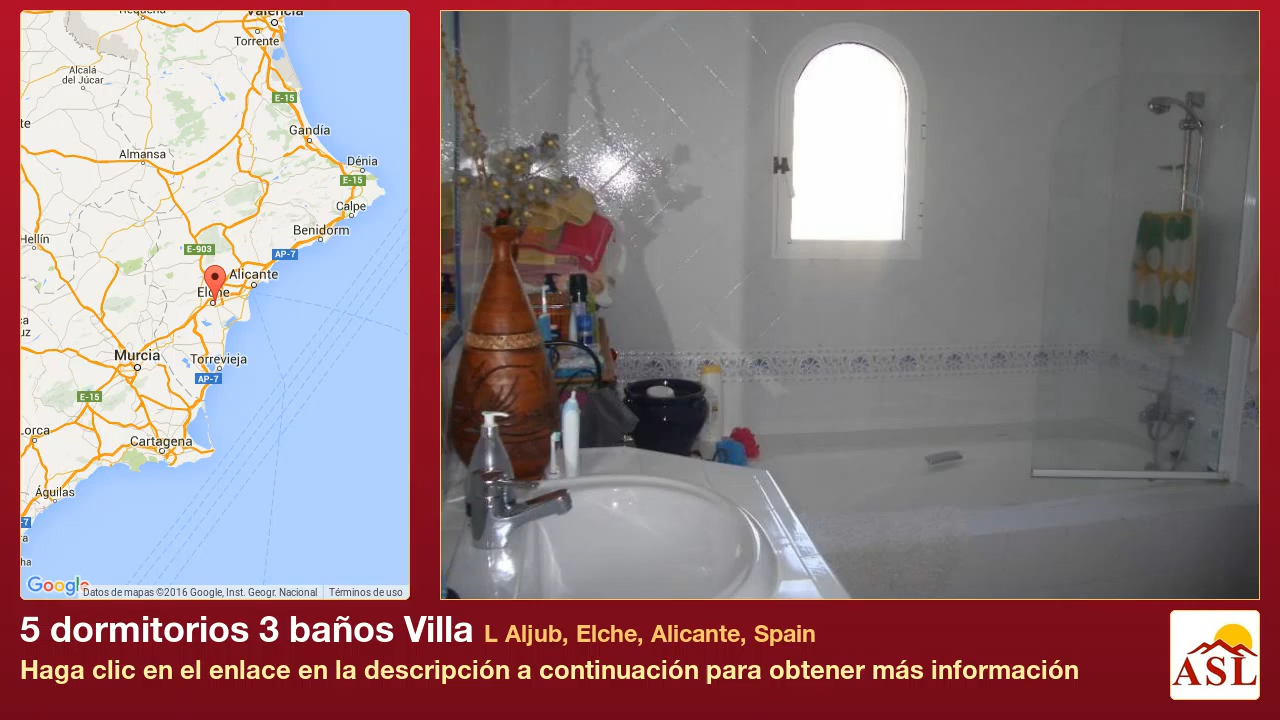 Requena
Valencia
Torrente
Alcalá
del Júcar
E-15
Gandía
Almansa
Dénia
E-15
Calpe
Benidorm
Hellín
E-903
AP-7
Alicante
Elche
Murcia
Torrevieja
AP-7
E-15
Lorca
Cartagena
Águilas
Google
Datos de mapas ©2016 Google, Inst. Geogr. Nacional
Términos de uso
5 dormitorios 3 baños Villa L Aljub, Elche, Alicante, Spain
Haga clic en el enlace en la descripción a continuación para obtener más información
ASL